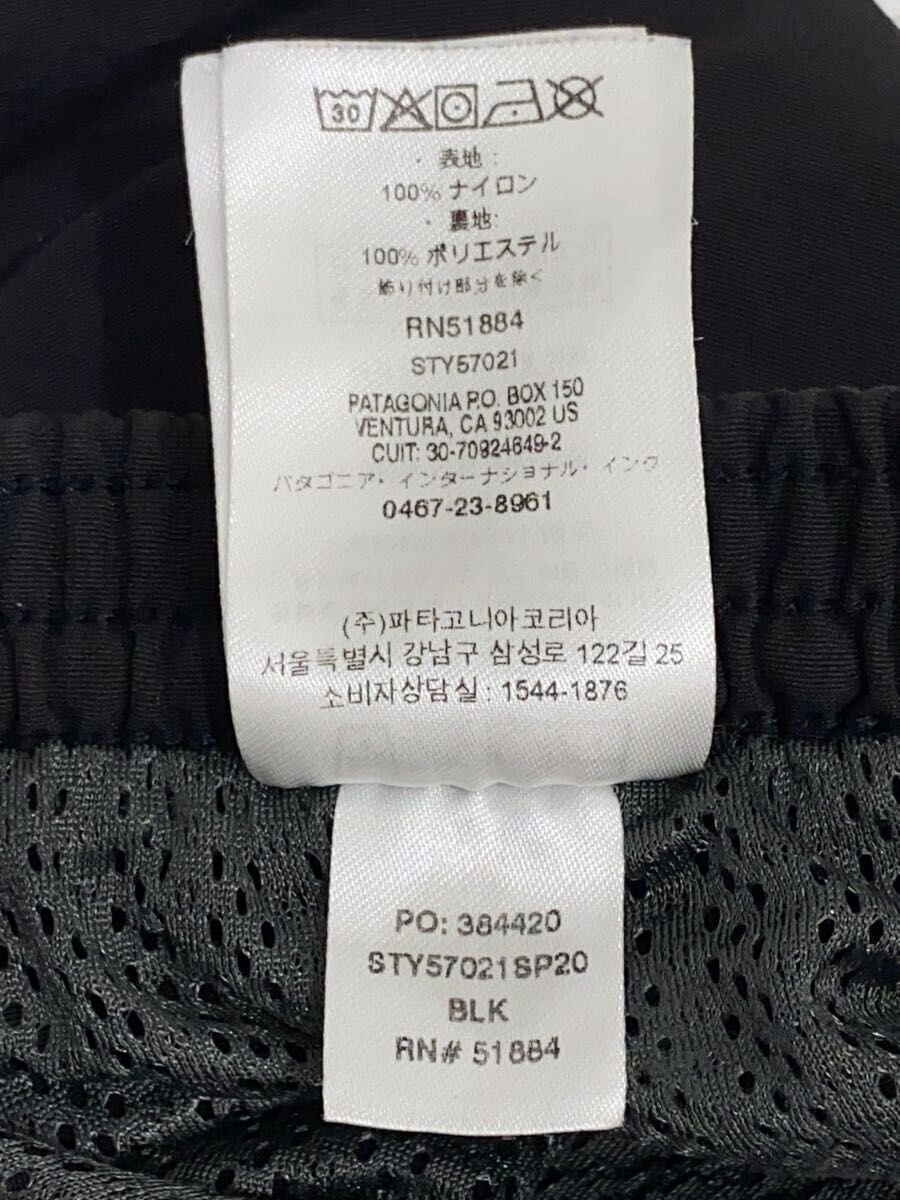 30
・表地:
100% ナイロン
・裏地:
100% ポリエステル
飾り付け部分を除く
RN51884
STY57021
PATAGONIA P.O. BOX 150
VENTURA, CA 93002 US
CUIT: 30-70924649-2
パタゴニア・インターナショナル・インク
0467-23-8961
(주)파타고니아코리아
서울특별시 강남구 삼성로 122길 25
소비자상담실 : 1544-1876
PO: 384420
STY57021SP20
BLK
RN# 51884